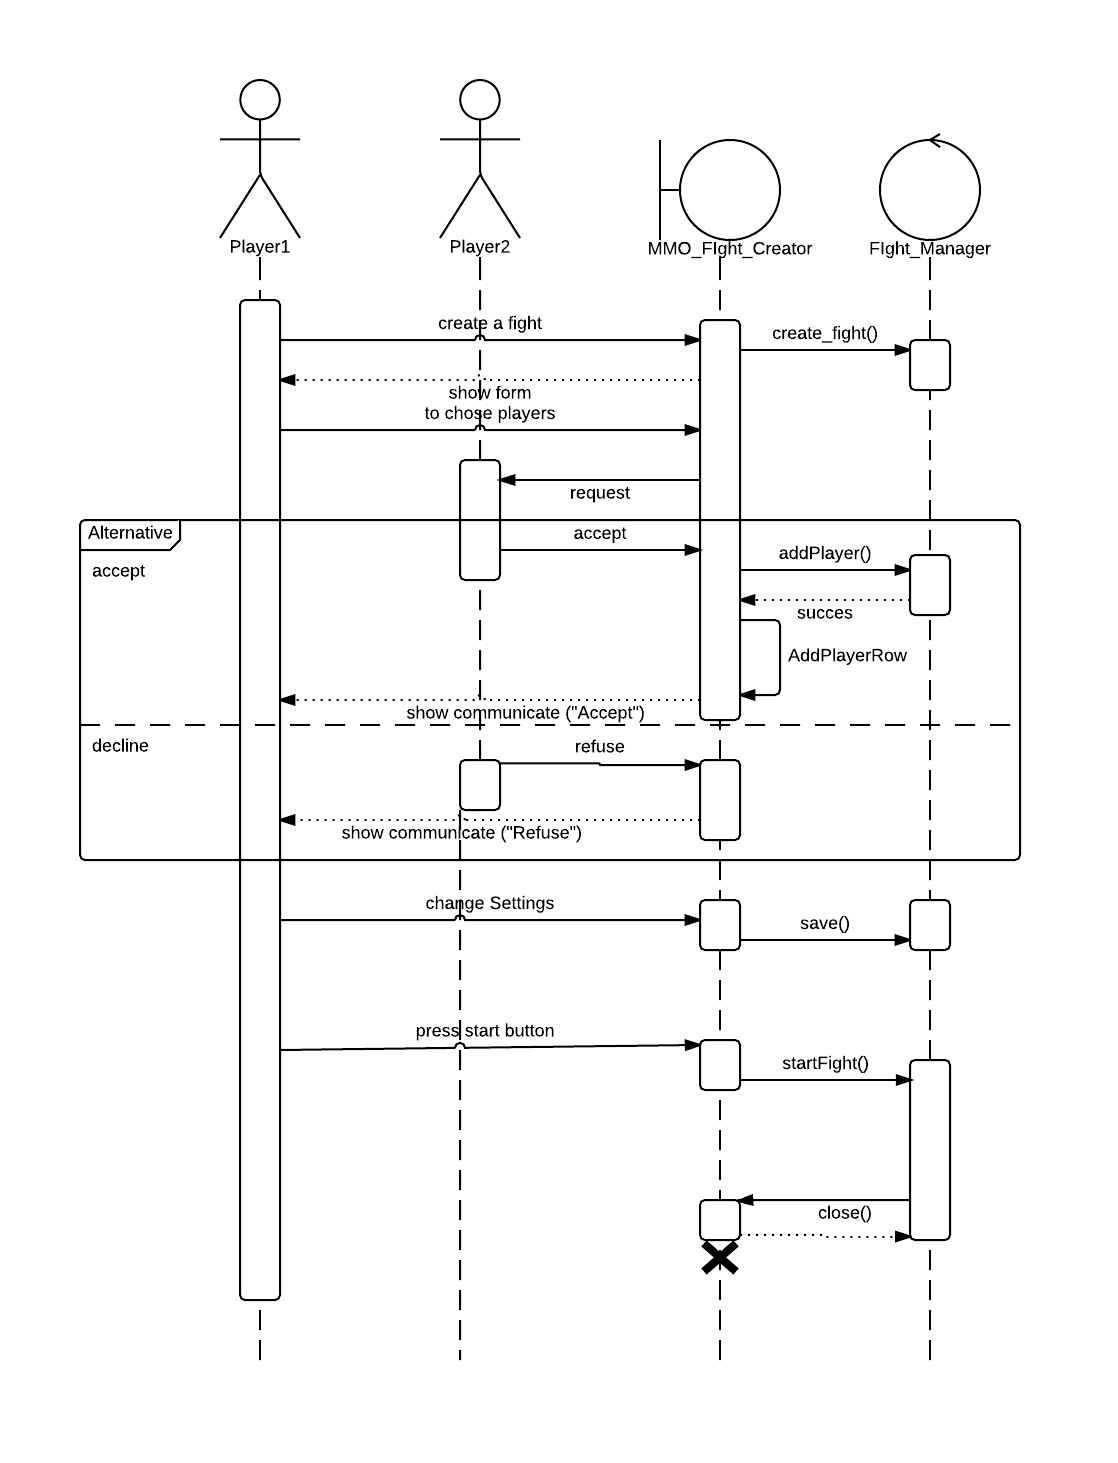 Player1
Player2
MMO_FIght_Creator
FIght_Manager
create a fight
create_fight()
show form
to chose players
request
Alternative
accept
accept
addPlayer()
succes
AddPlayerRow
show communicate ("Accept")
decline
refuse
show communicate ("Refuse")
change Settings
save()
press start button
startFight()
close()